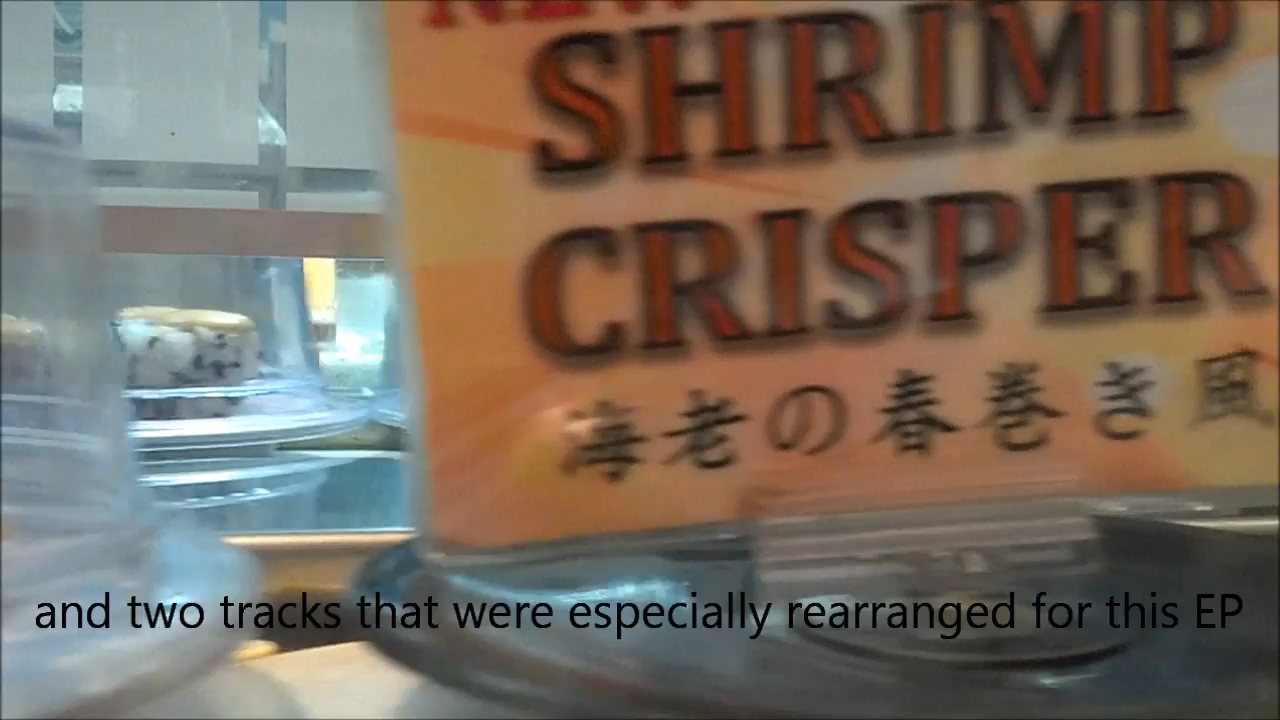 NEW
SHRIMP
CRISPER
海老の春巻き風
and two tracks that were especially rearranged for this EP